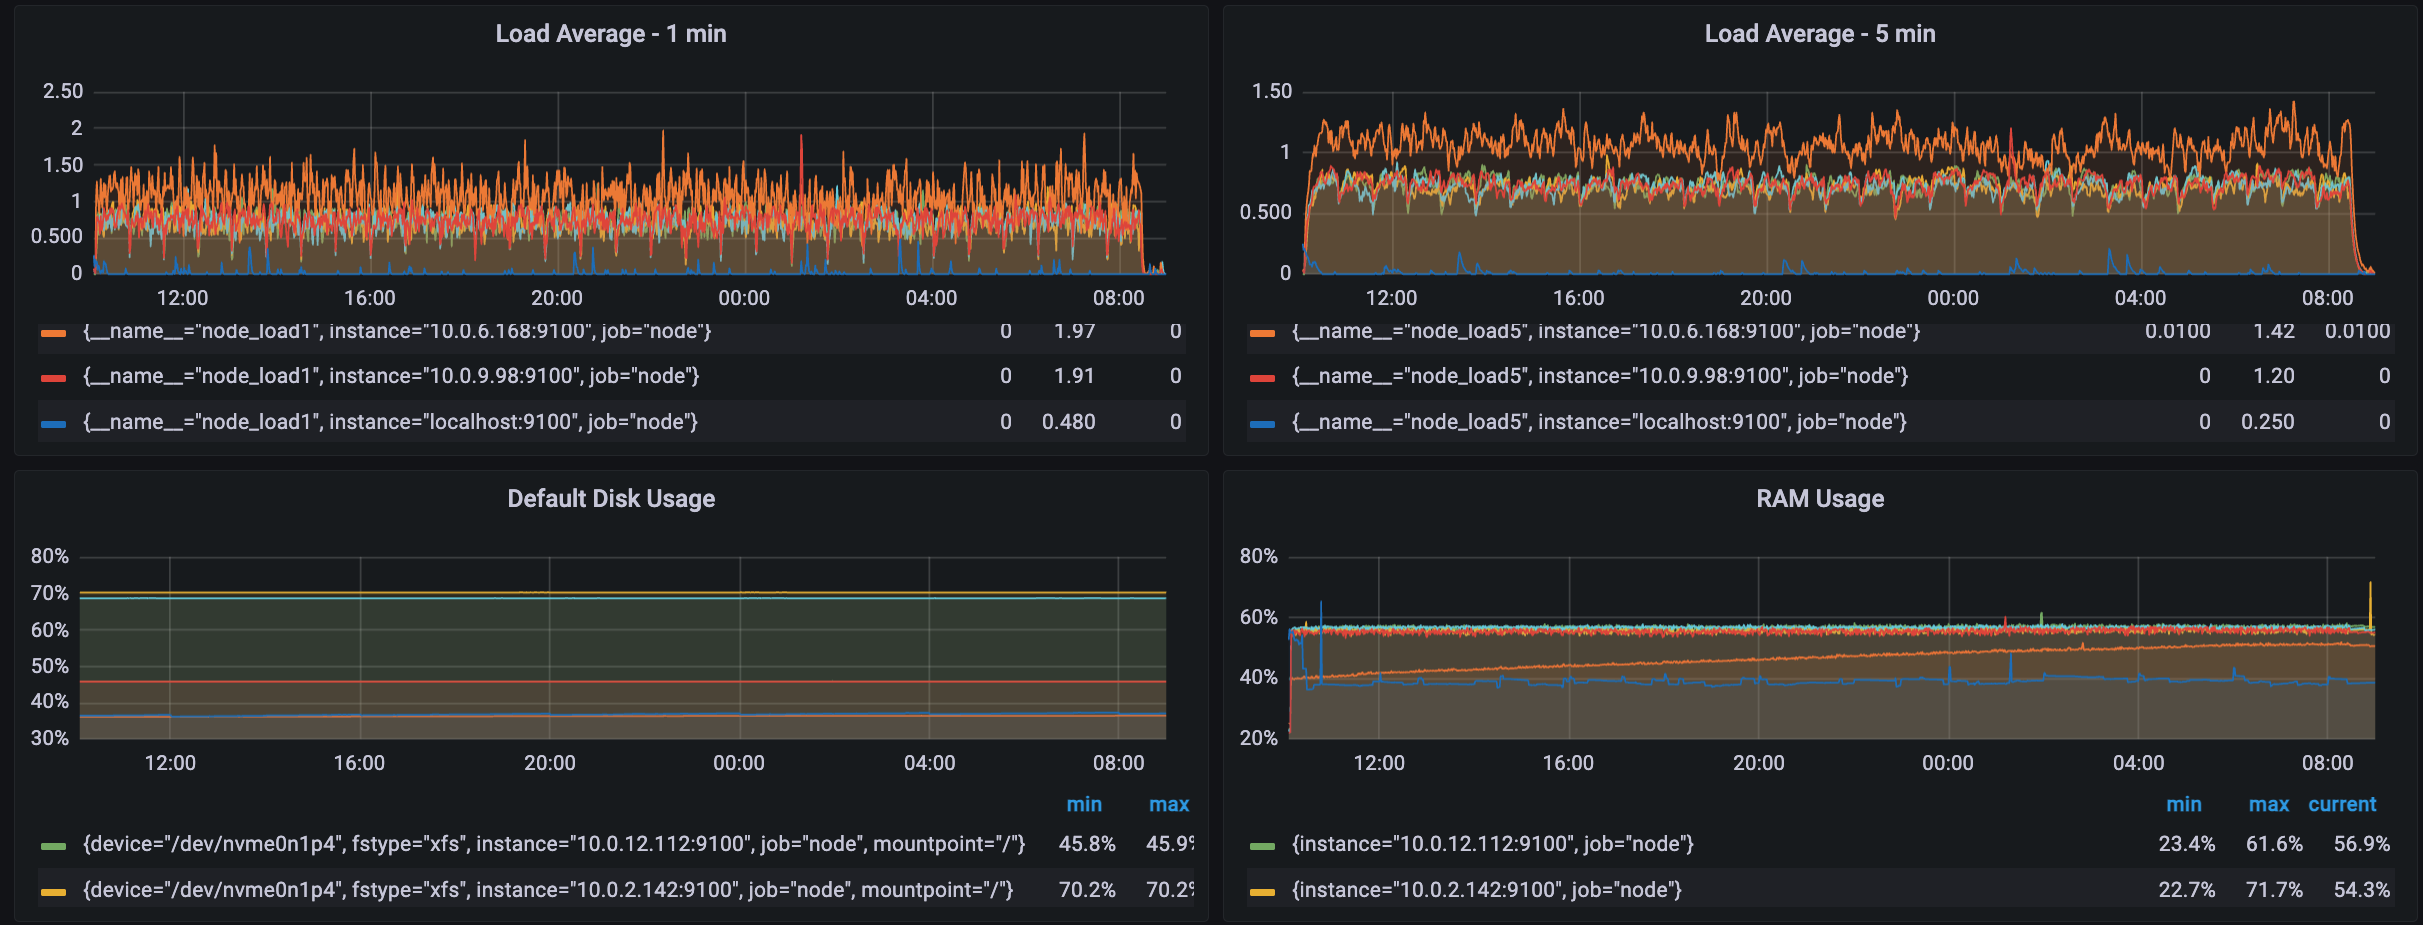 Load Average - 1 min
2.50
2
1.50
1
0.500
0
12:00 16:00 20:00 00:00 04:00 08:00
{__name__="node_load1", instance="10.0.6.168:9100", job="node"} 0 1.97 0
{__name__="node_load1", instance="10.0.9.98:9100", job="node"} 0 1.91 0
{__name__="node_load1", instance="localhost:9100", job="node"} 0 0.480 0
Load Average - 5 min
1.50
1
0.500
0
12:00 16:00 20:00 00:00 04:00 08:00
{__name__="node_load5", instance="10.0.6.168:9100", job="node"} 0.0100 1.42 0.0100
{__name__="node_load5", instance="10.0.9.98:9100", job="node"} 0 1.20 0
{__name__="node_load5", instance="localhost:9100", job="node"} 0 0.250 0
Default Disk Usage
80%
70%
60%
50%
40%
30%
12:00 16:00 20:00 00:00 04:00 08:00
min max
{device="/dev/nvme0n1p4", fstype="xfs", instance="10.0.12.112:9100", job="node", mountpoint="/"} 45.8% 45.9%
{device="/dev/nvme0n1p4", fstype="xfs", instance="10.0.2.142:9100", job="node", mountpoint="/"} 70.2% 70.2%
RAM Usage
80%
60%
40%
20%
12:00 16:00 20:00 00:00 04:00 08:00
min max current
{instance="10.0.12.112:9100", job="node"} 23.4% 61.6% 56.9%
{instance="10.0.2.142:9100", job="node"} 22.7% 71.7% 54.3%